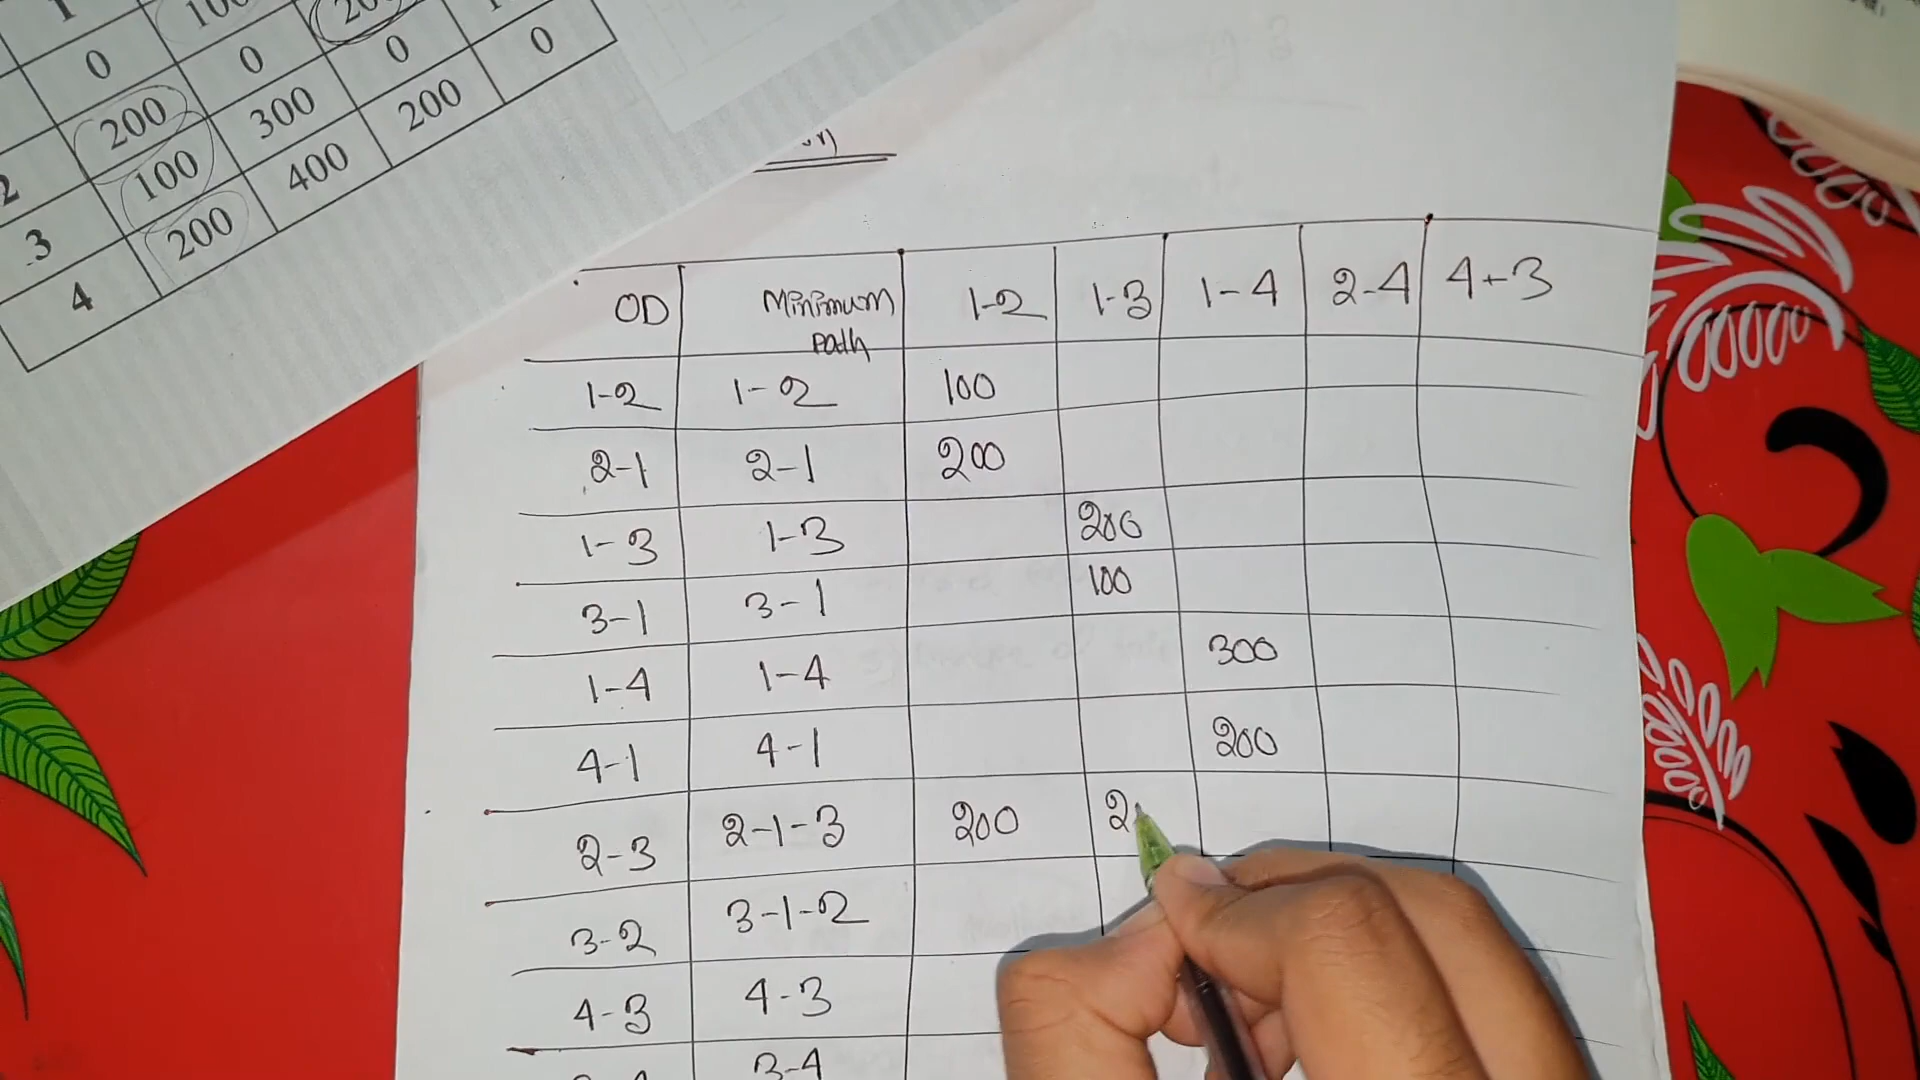 1
0 100 200
2 200 0 0
3 100 300 200 0
4 200 400
OD Minimum path 1-2 1-3 1-4 2-4 4-3
1-2 1-2 100
2-1 2-1 200
1-3 1-3 200
3-1 3-1 100
1-4 1-4 300
4-1 4-1 200
2-3 2-1-3 200 2
3-2 3-1-2
4-3 4-3
3-4